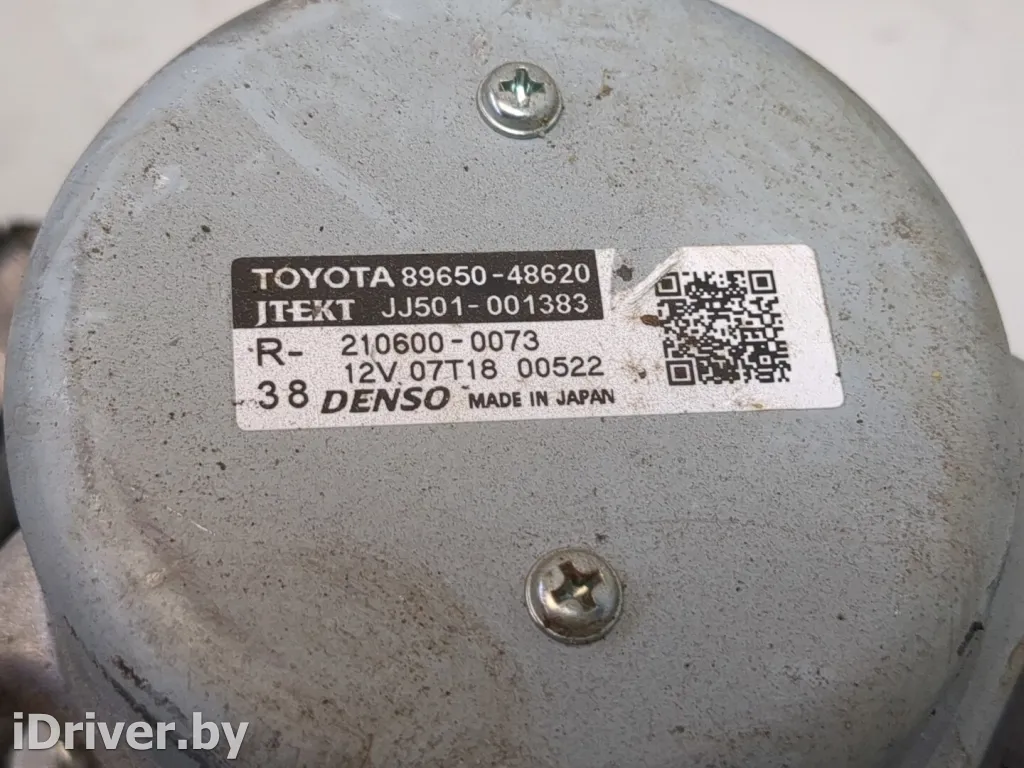 TOYOTA 89650-48620
JTEKT JJ501-001383
R- 210600-0073
12V 07T18 00522
38 DENSO MADE IN JAPAN
iDriver.by